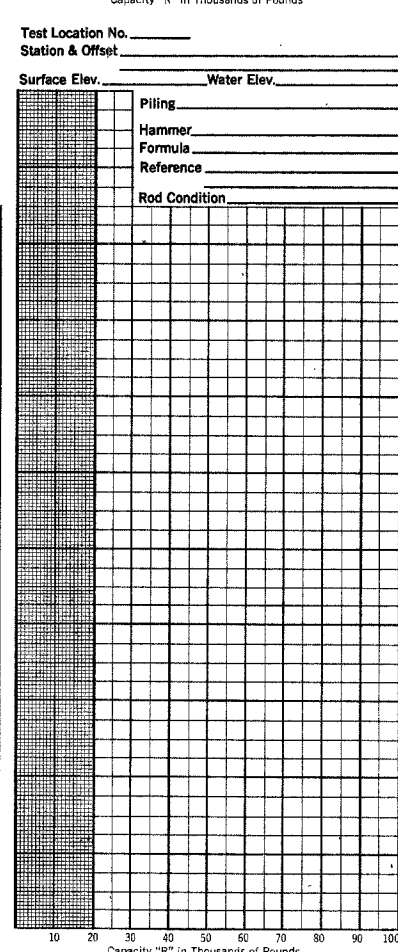 Capacity "R" in Thousands of Pounds
Test Location No.
Station & Offset
Surface Elev. Water Elev.
Piling
Hammer
Formula
Reference
Rod Condition
10 20 30 40 50 60 70 80 90 100
Capacity "R" in Thousands of Pounds